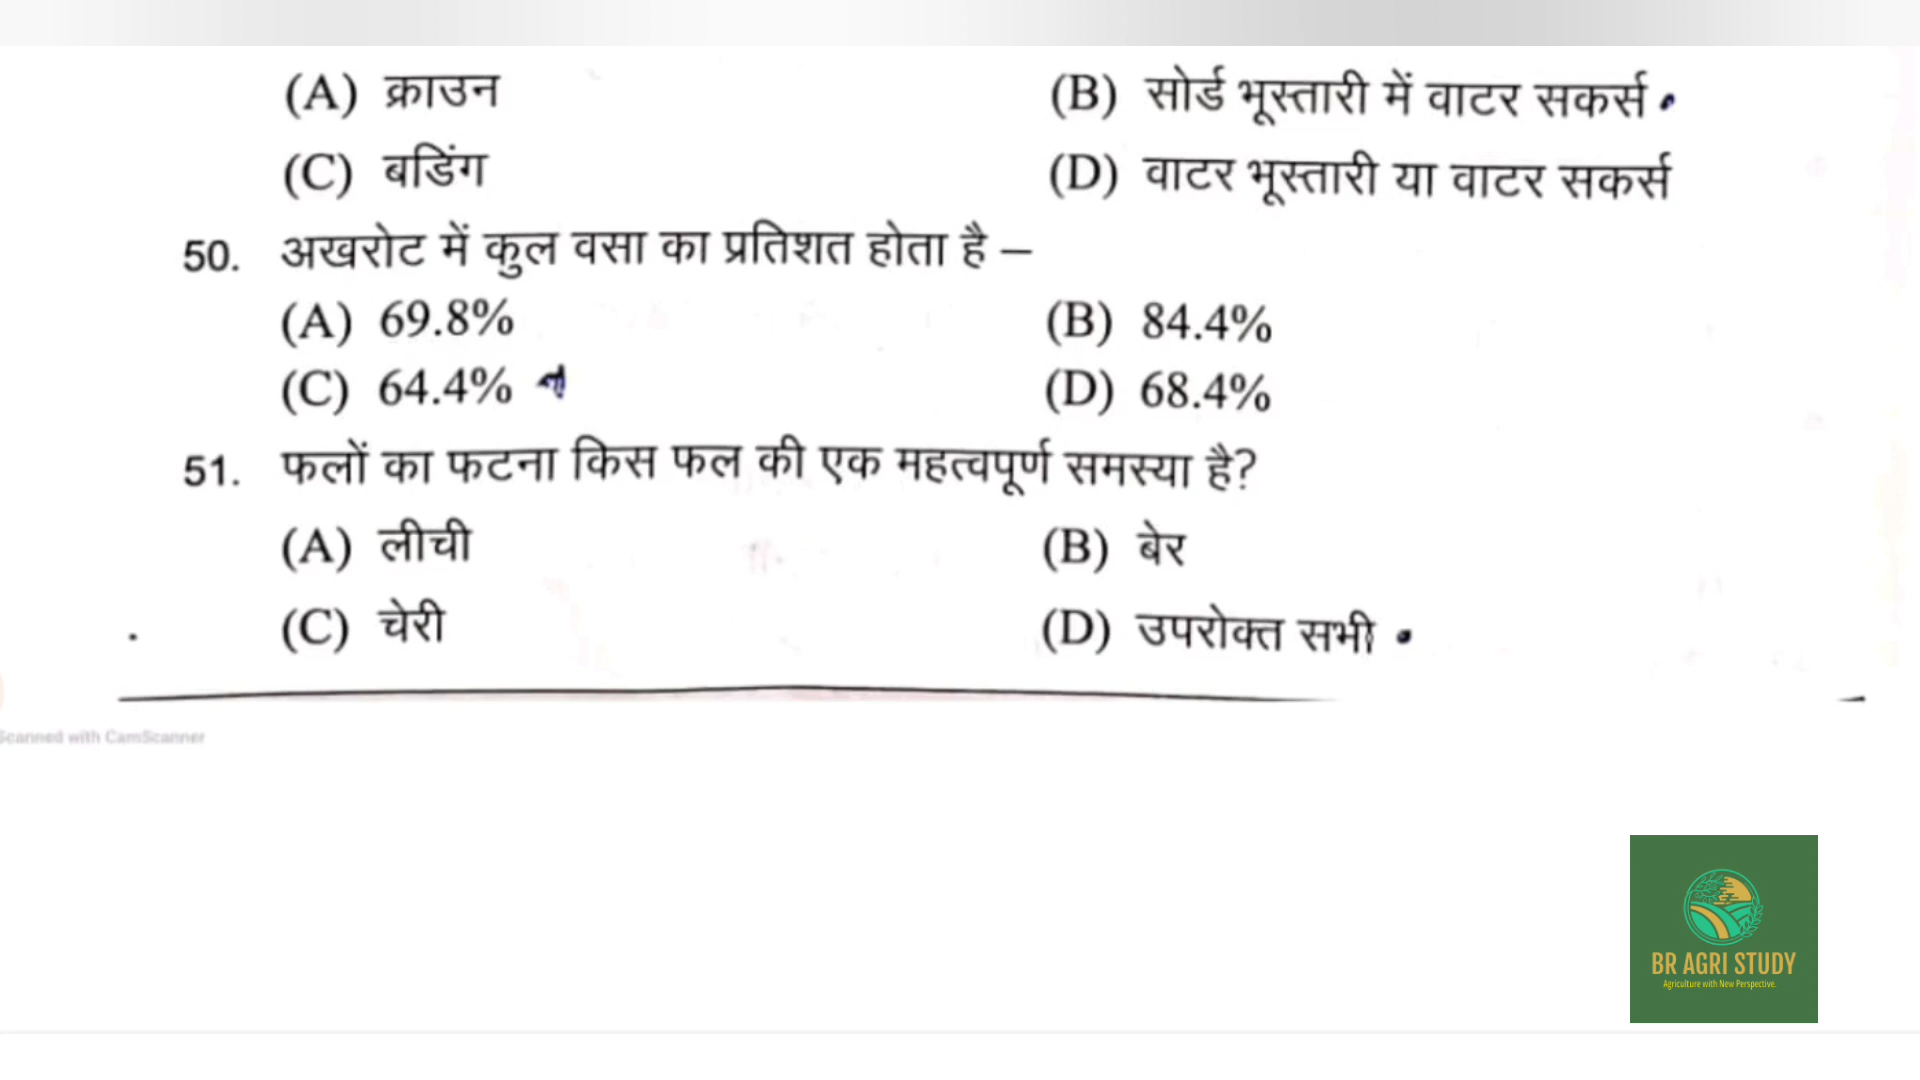 (A) क्राउन (B) सोर्ड भूस्तारी में वाटर सकर्स
(C) बडिंग (D) वाटर भूस्तारी या वाटर सकर्स
50. अखरोट में कुल वसा का प्रतिशत होता है –
(A) 69.8% (B) 84.4%
(C) 64.4% (D) 68.4%
51. फलों का फटना किस फल की एक महत्वपूर्ण समस्या है?
(A) लीची (B) बेर
(C) चेरी (D) उपरोक्त सभी
Scanned with CamScanner
BR AGRI STUDY
Agriculture with New Perspective.